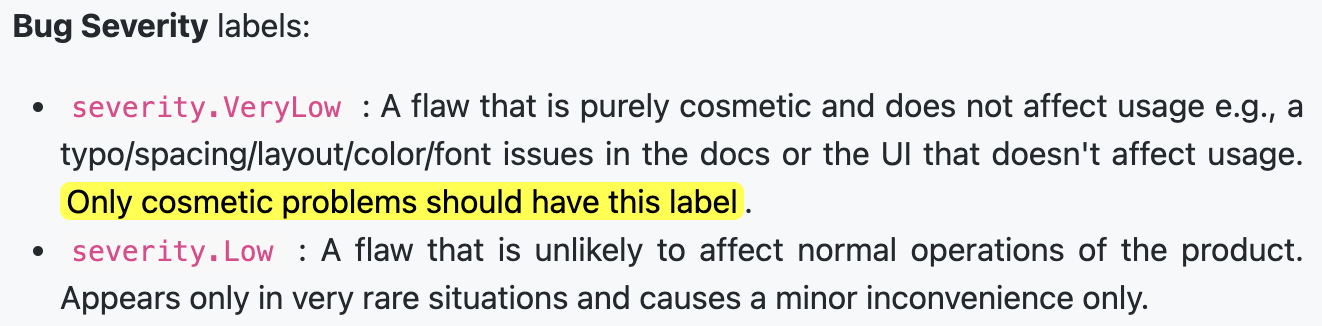 Bug Severity labels:
• severity.VeryLow : A flaw that is purely cosmetic and does not affect usage e.g., a
typo/spacing/layout/color/font issues in the docs or the UI that doesn't affect usage.
Only cosmetic problems should have this label.
• severity.Low : A flaw that is unlikely to affect normal operations of the product.
Appears only in very rare situations and causes a minor inconvenience only.